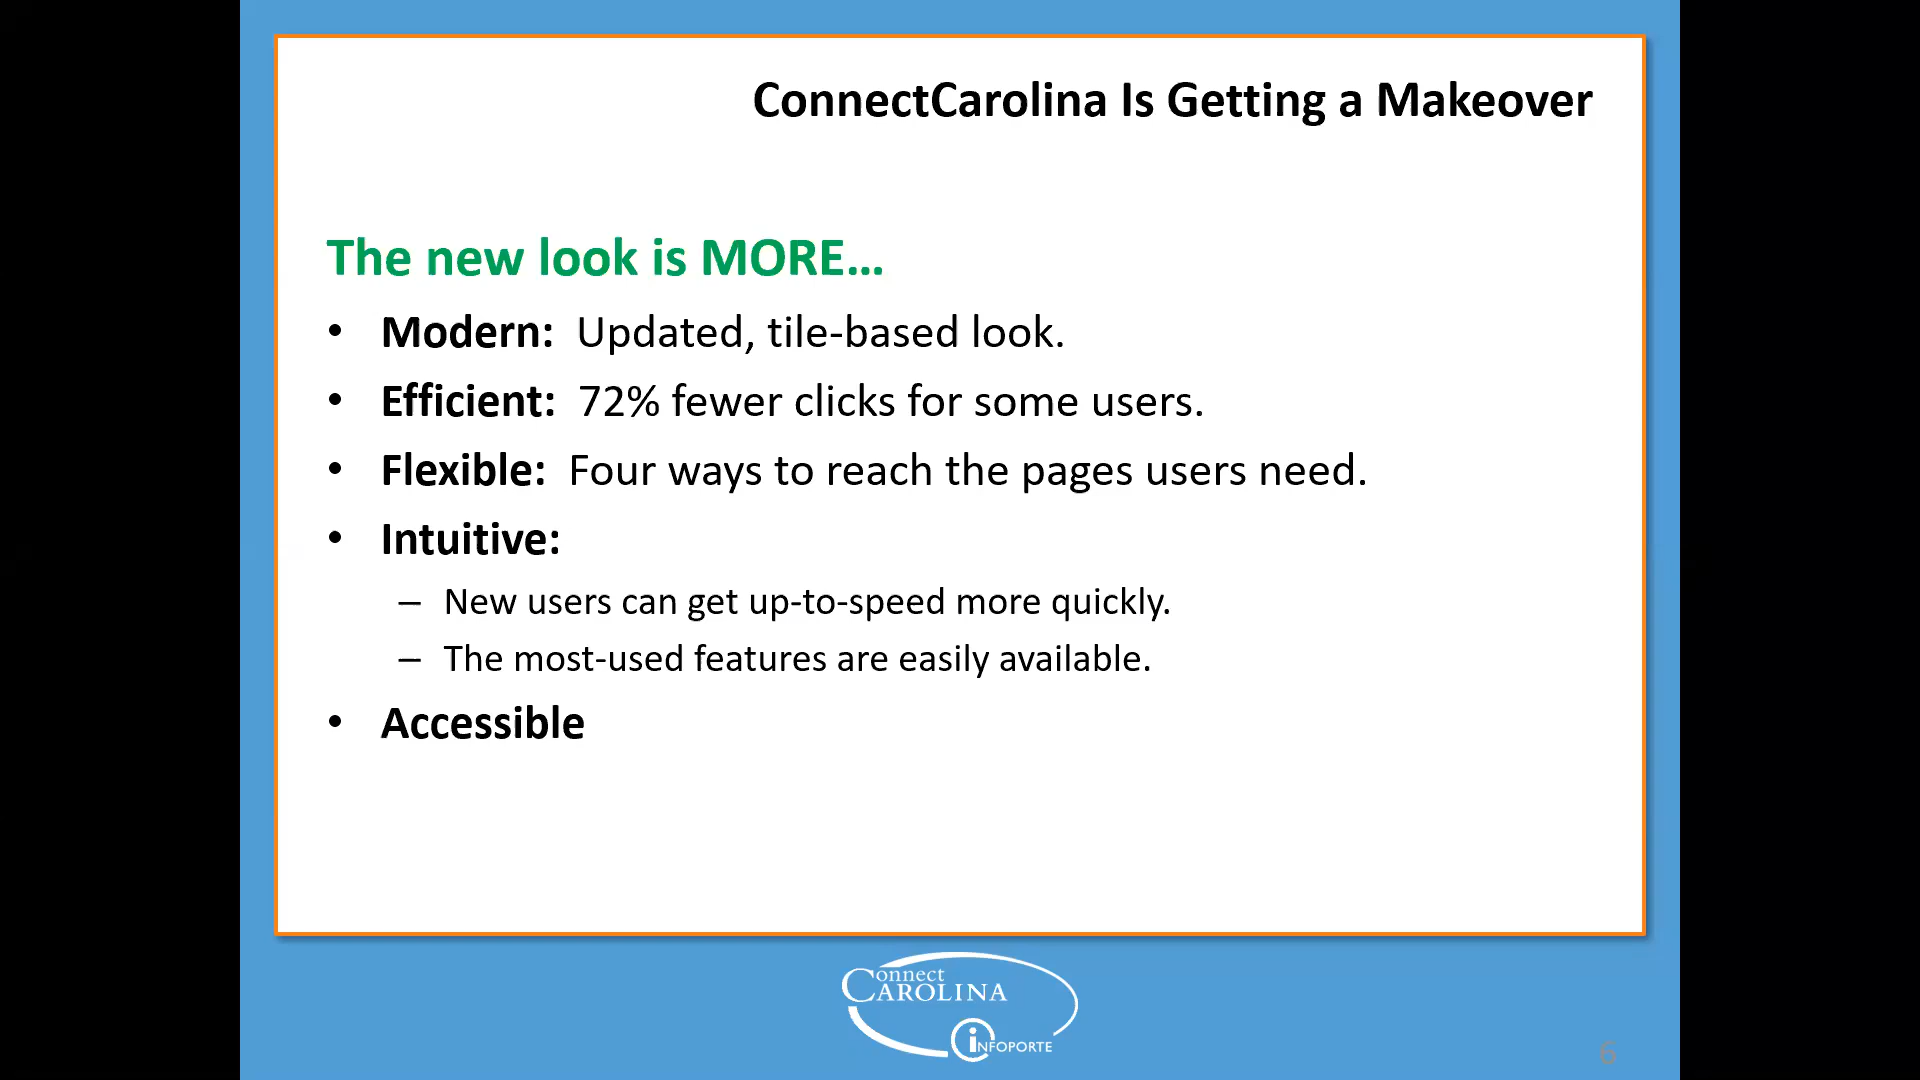 ConnectCarolina Is Getting a Makeover
The new look is MORE…
• Modern: Updated, tile-based look.
• Efficient: 72% fewer clicks for some users.
• Flexible: Four ways to reach the pages users need.
• Intuitive:
– New users can get up-to-speed more quickly.
– The most-used features are easily available.
• Accessible
Connect
CAROLINA
iNFOPORTE
6